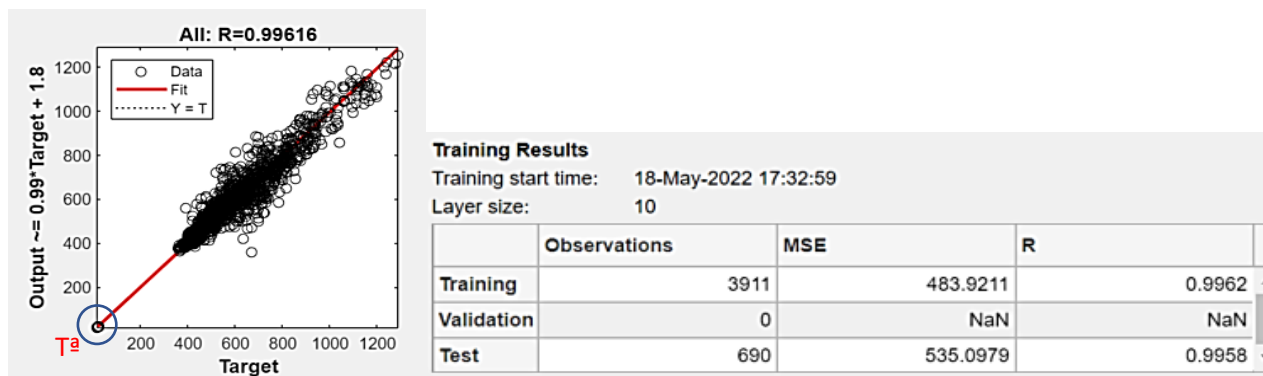 All: R=0.99616
Output ~= 0.99*Target + 1.8
1200
1000
800
600
400
200
Data
Fit
Y = T
Tª
200 400 600 800 1000 1200
Target
Training Results
Training start time: 18-May-2022 17:32:59
Layer size: 10
Observations MSE R
Training 3911 483.9211 0.9962
Validation 0 NaN NaN
Test 690 535.0979 0.9958